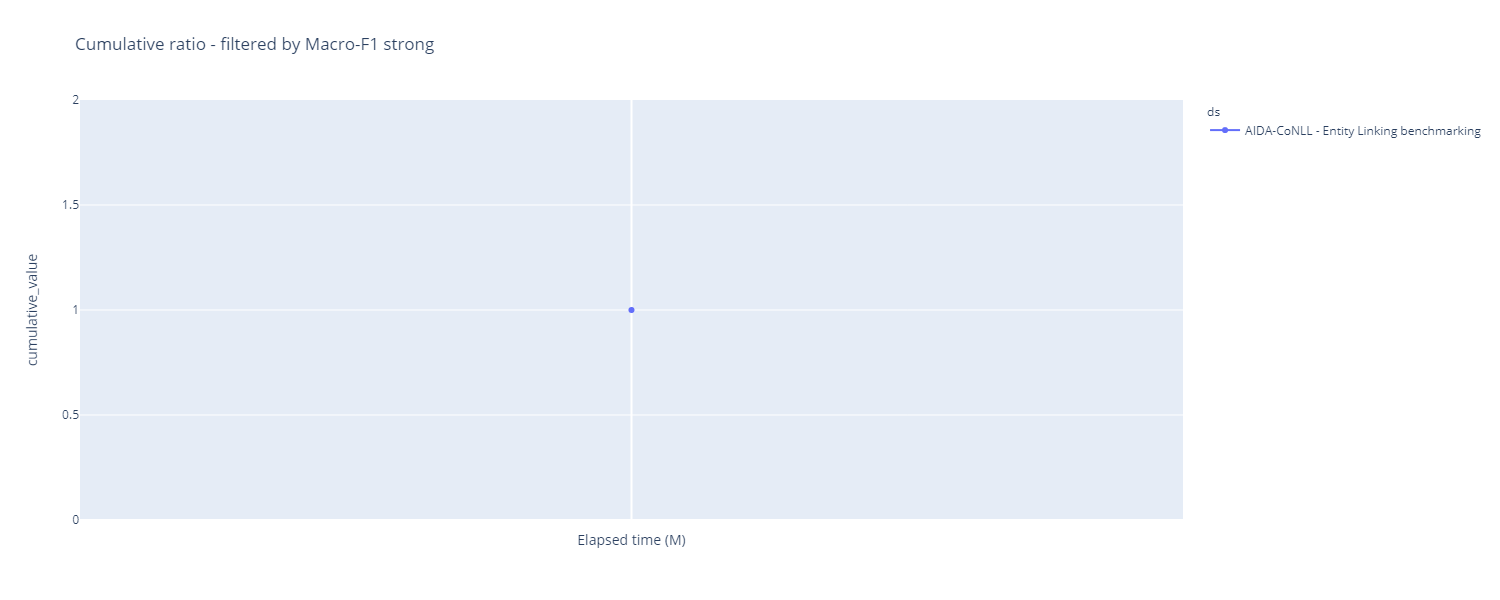 Cumulative ratio - filtered by Macro-F1 strong
2
1.5
1
0.5
0
cumulative_value
Elapsed time (M)
ds
AIDA-CoNLL - Entity Linking benchmarking